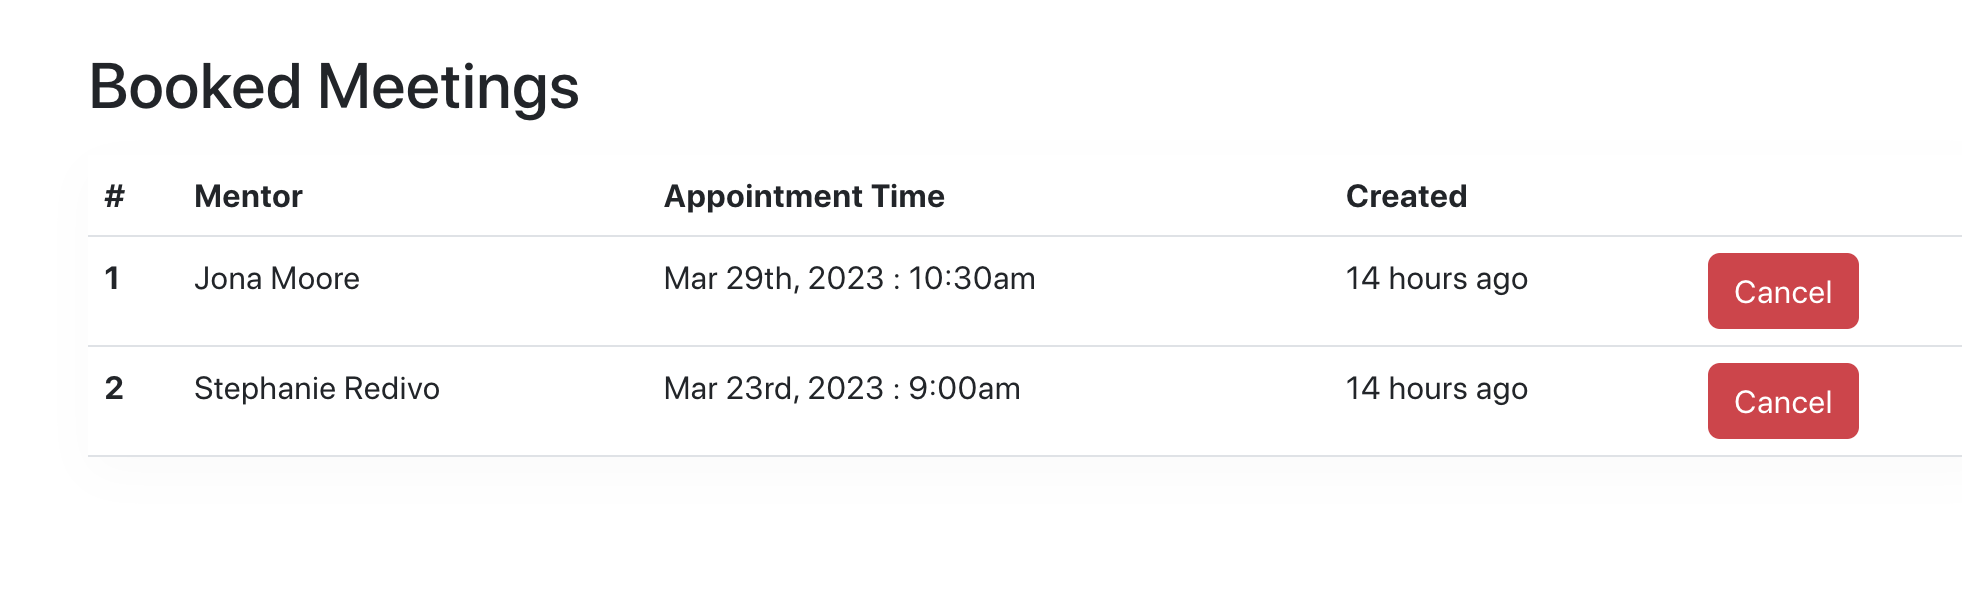 Booked Meetings
# Mentor Appointment Time Created
1 Jona Moore Mar 29th, 2023 : 10:30am 14 hours ago Cancel
2 Stephanie Redivo Mar 23rd, 2023 : 9:00am 14 hours ago Cancel